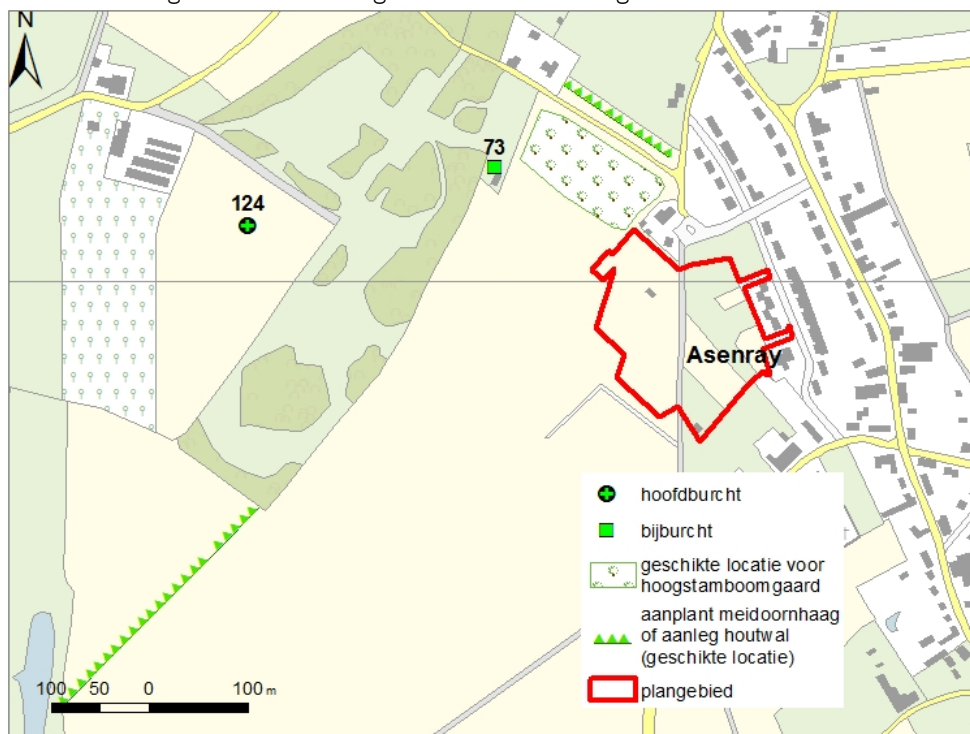 N
73
124
Asenray
hoofdburcht
bijburcht
geschikte locatie voor
hoogstamboomgaard
aanplant meidoornhaag
of aanleg houtwal
(geschikte locatie)
plangebied
100 50 0 100 m